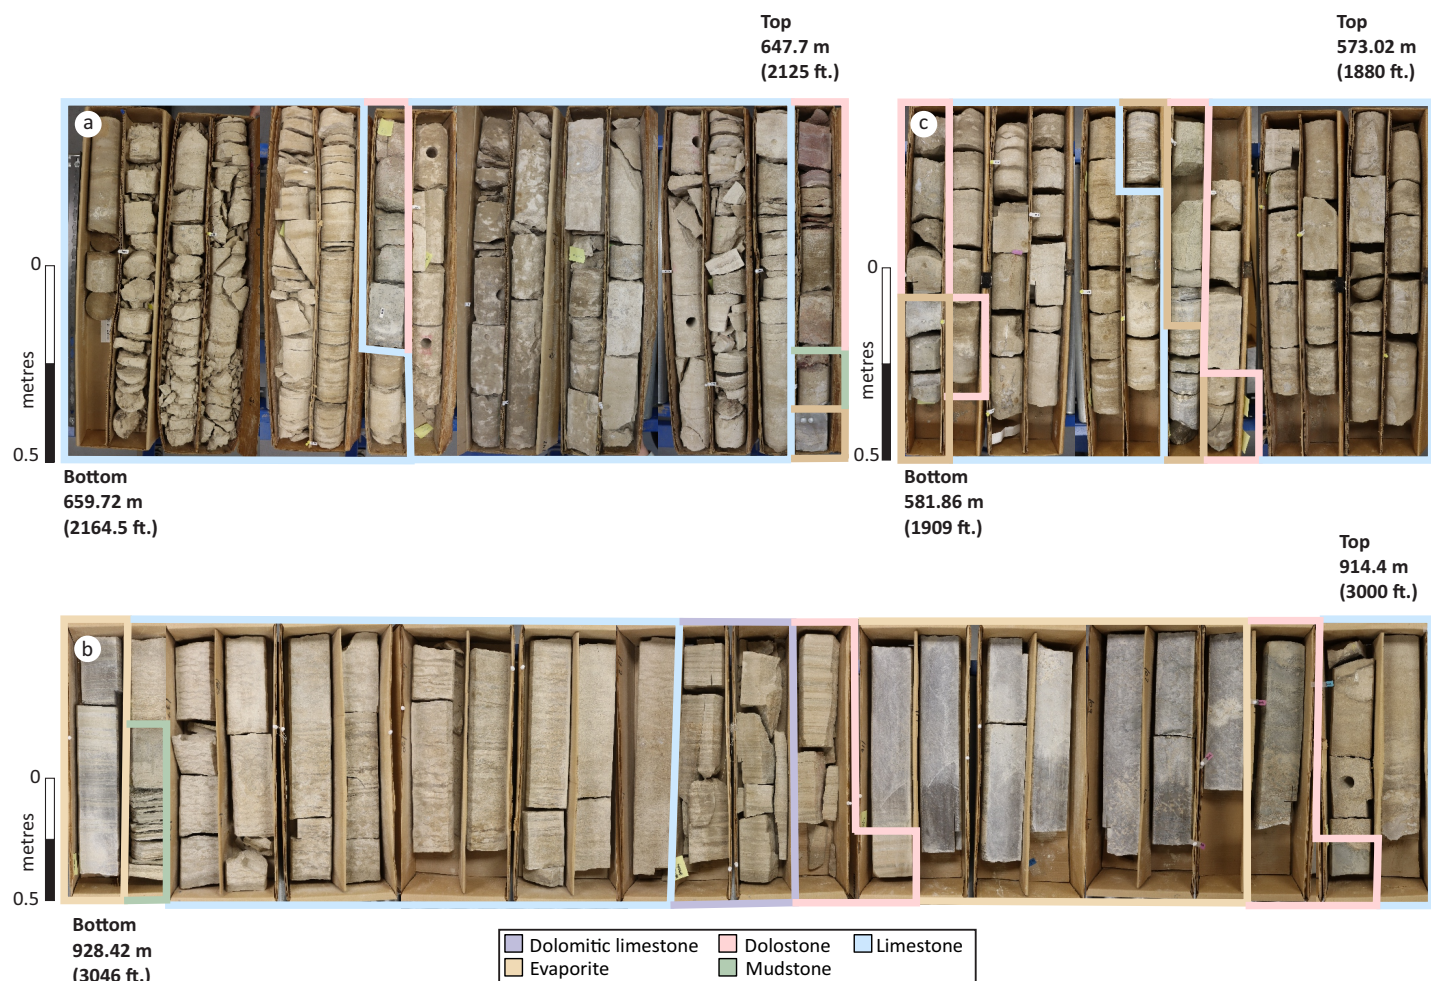 Top
647.7 m
(2125 ft.)
Top
573.02 m
(1880 ft.)
a
c
0
metres
0.5
0
metres
0.5
Bottom
659.72 m
(2164.5 ft.)
Bottom
581.86 m
(1909 ft.)
Top
914.4 m
(3000 ft.)
b
0
metres
0.5
Bottom
928.42 m
(3046 ft.)
Dolomitic limestone
Dolostone
Limestone
Evaporite
Mudstone